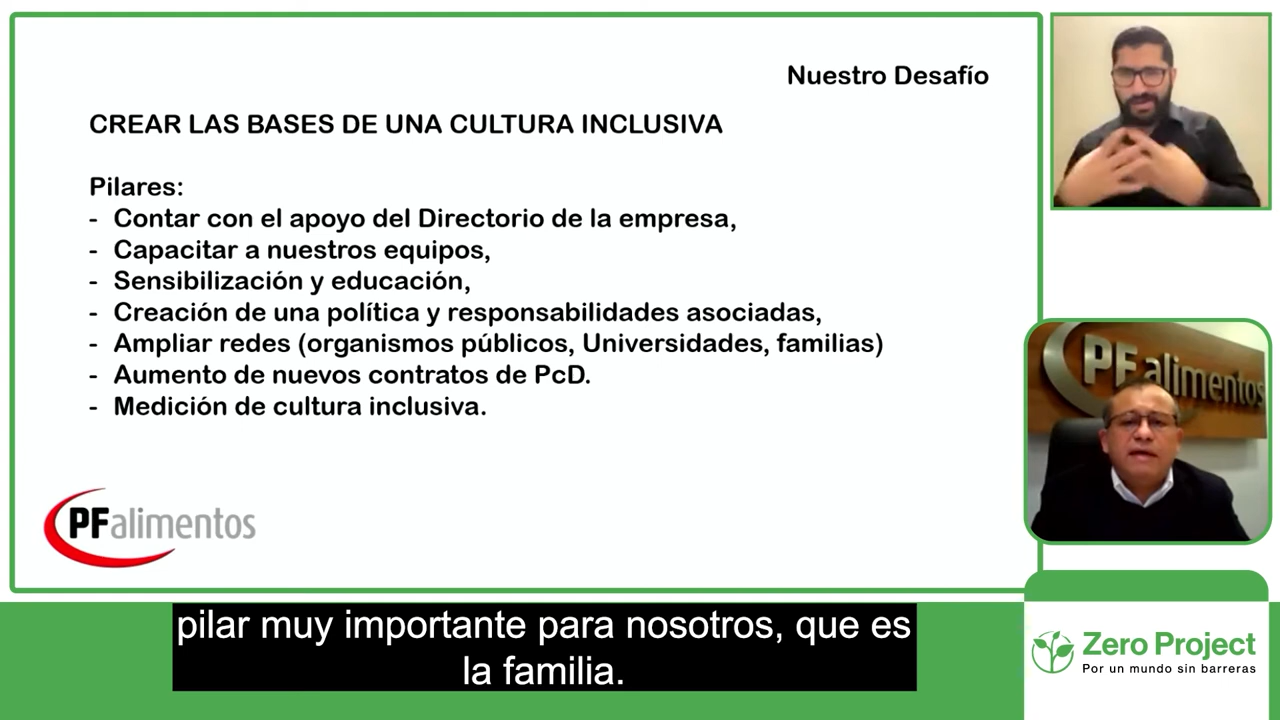 Nuestro Desafío
CREAR LAS BASES DE UNA CULTURA INCLUSIVA
Pilares:
- Contar con el apoyo del Directorio de la empresa,
- Capacitar a nuestros equipos,
- Sensibilización y educación,
- Creación de una política y responsabilidades asociadas,
- Ampliar redes (organismos públicos, Universidades, familias)
- Aumento de nuevos contratos de PcD.
- Medición de cultura inclusiva.
PFalimentos
PF alimentos
pilar muy importante para nosotros, que es
la familia.
Zero Project
Por un mundo sin barreras